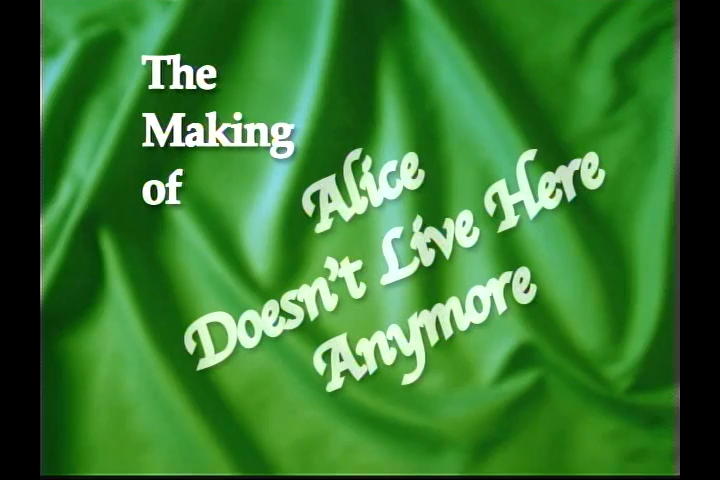 The
Making
of
Alice
Doesn't Live Here
Anymore